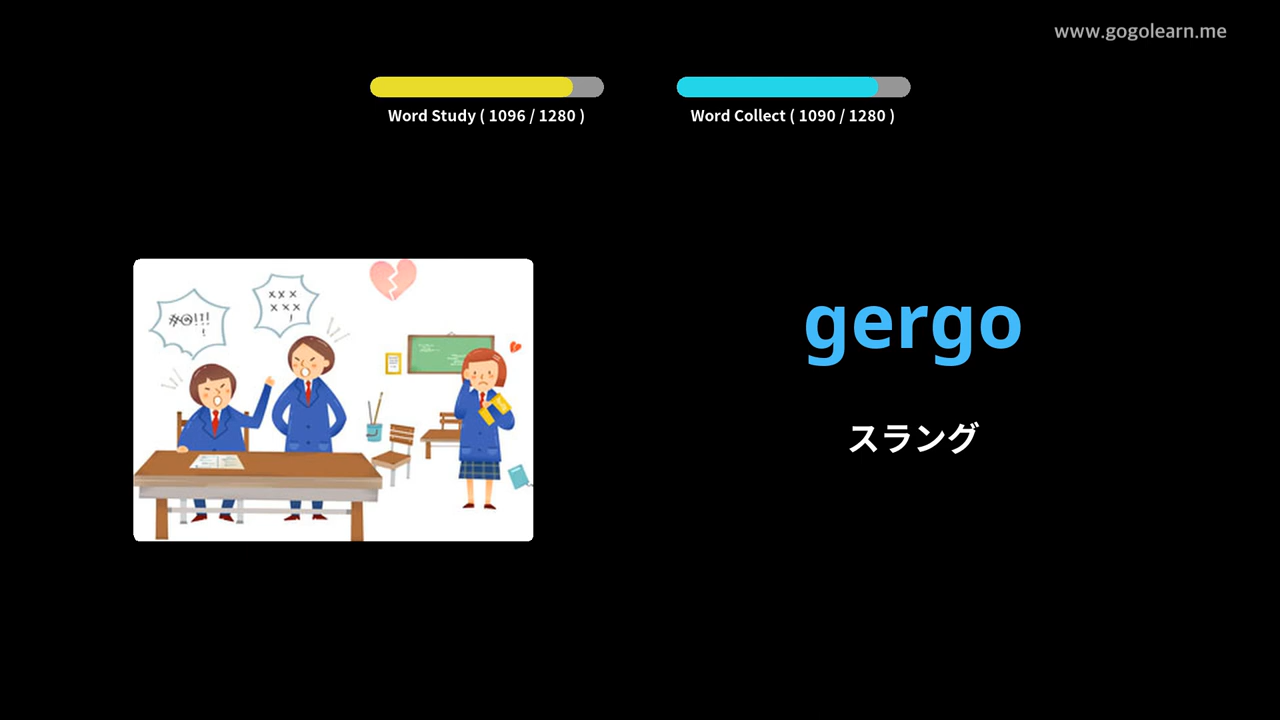 www.gogolearn.me
Word Study ( 1096 / 1280 )
Word Collect ( 1090 / 1280 )
#@!!!
!
x x x
x x x
!
gergo
スラング